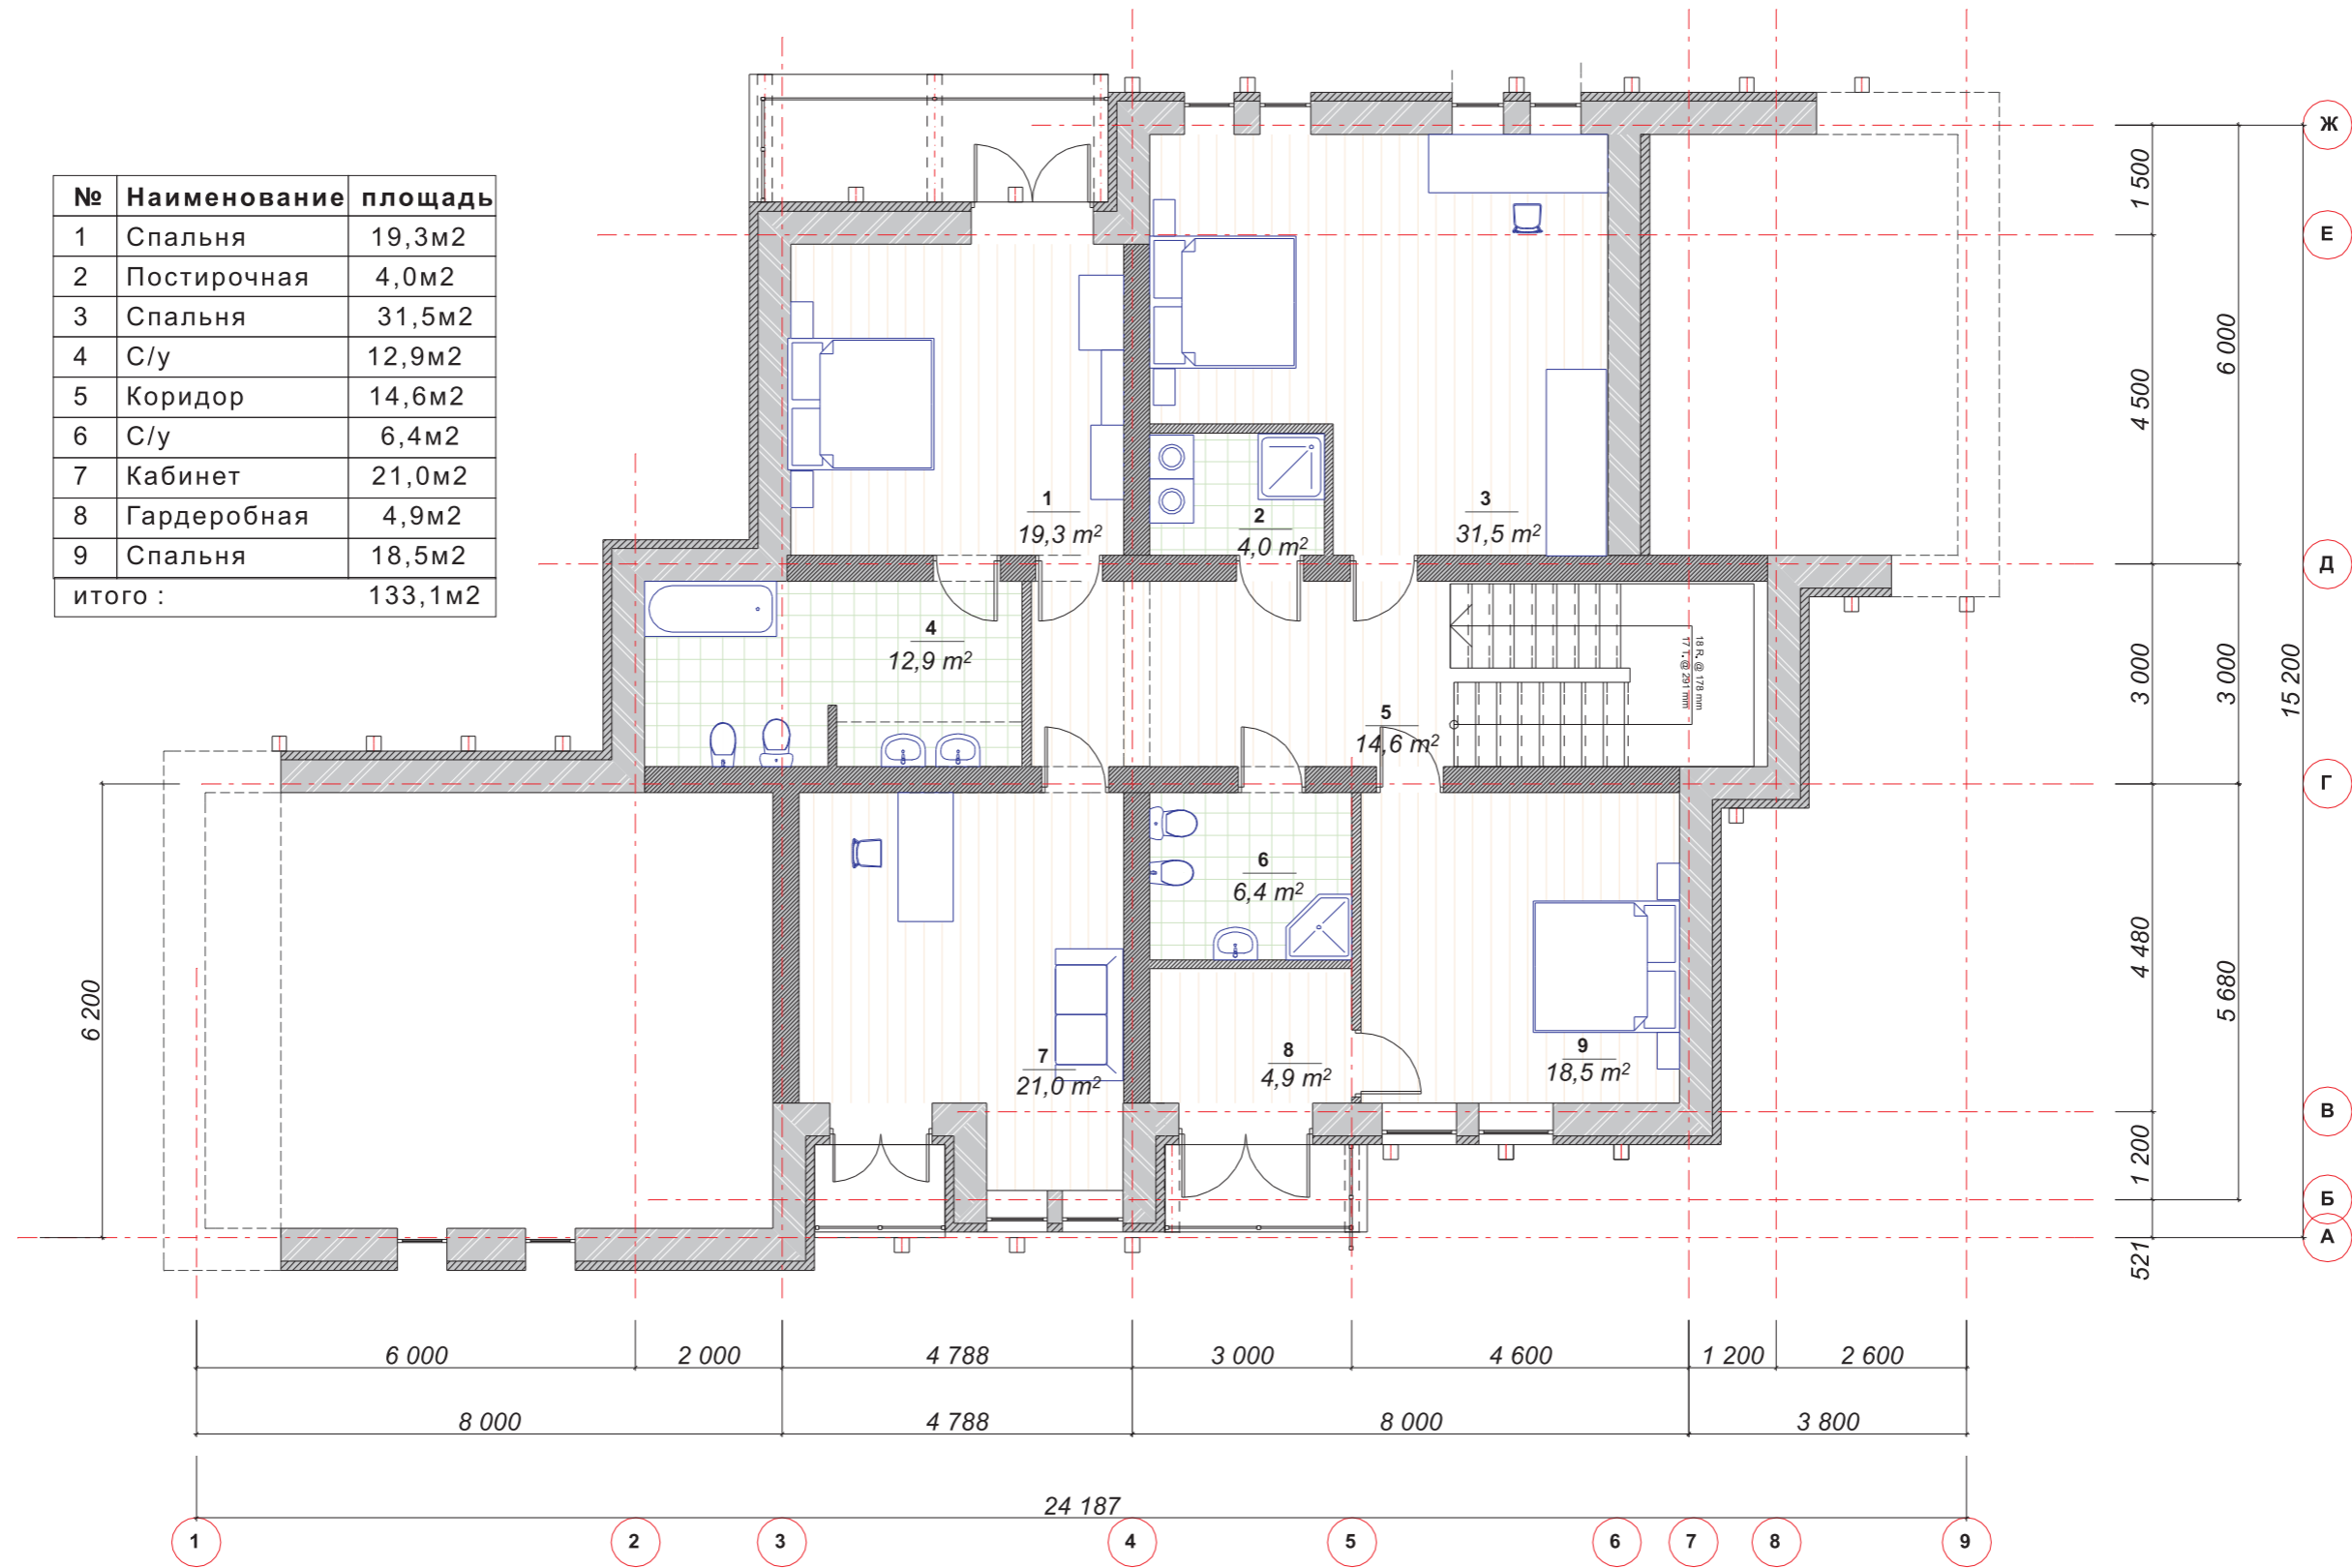 № Наименование площадь
1 Спальня 19,3м2
2 Постирочная 4,0м2
3 Спальня 31,5м2
4 С/у 12,9м2
5 Коридор 14,6м2
6 С/у 6,4м2
7 Кабинет 21,0м2
8 Гардеробная 4,9м2
9 Спальня 18,5м2
итого : 133,1м2
1
19,3 m²
2
4,0 m²
3
31,5 m²
4
12,9 m²
5
14,6 m²
18 R. @ 178 mm
17 T. @ 291 mm
6
6,4 m²
7
21,0 m²
8
4,9 m²
9
18,5 m²
Ж
Е
Д
Г
В
Б
А
1 500
4 500
3 000
4 480
1 200
521
6 000
3 000
5 680
15 200
6 200
6 000 2 000 4 788 3 000 4 600 1 200 2 600
8 000 4 788 8 000 3 800
24 187
1 2 3 4 5 6 7 8 9